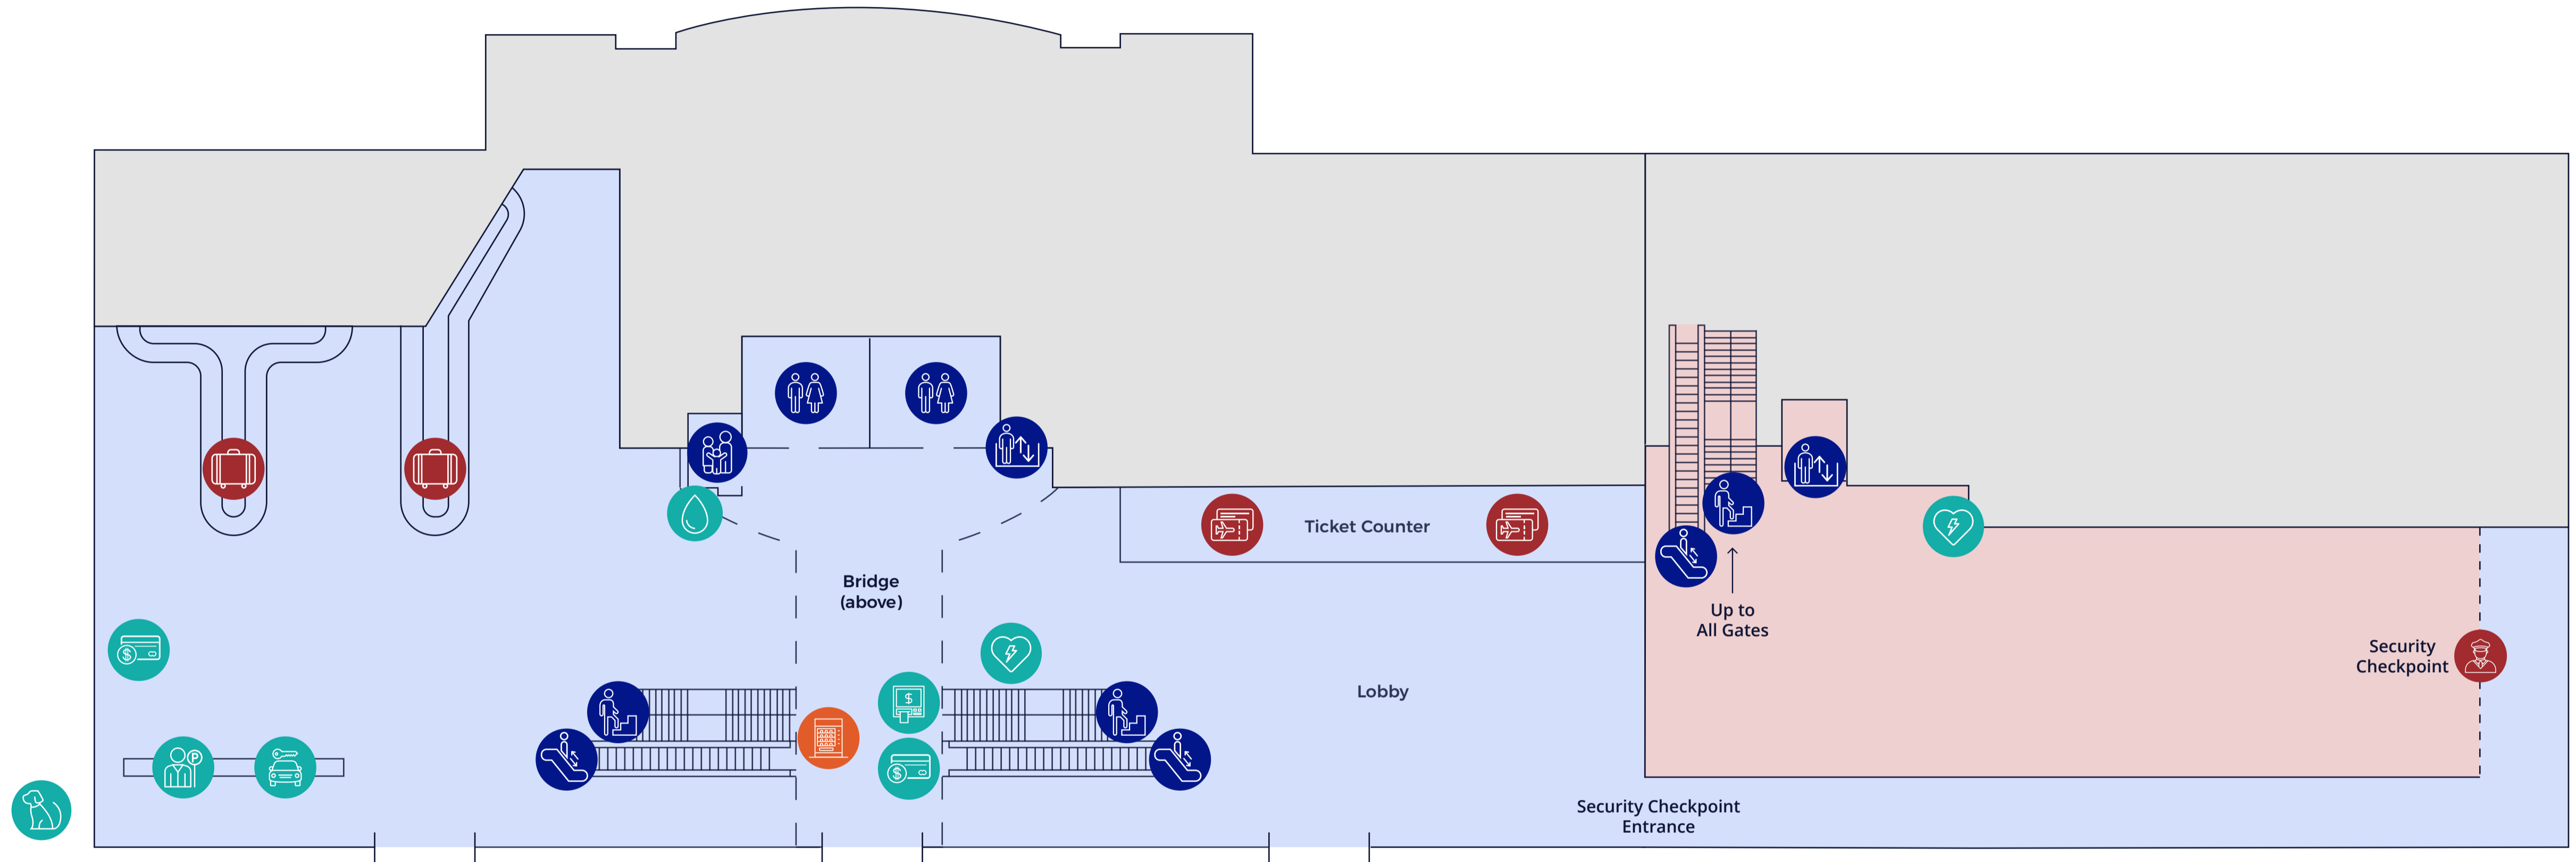 Ticket Counter
Bridge
(above)
Up to
All Gates
Security
Checkpoint
Lobby
Security Checkpoint
Entrance
$
$
$
P